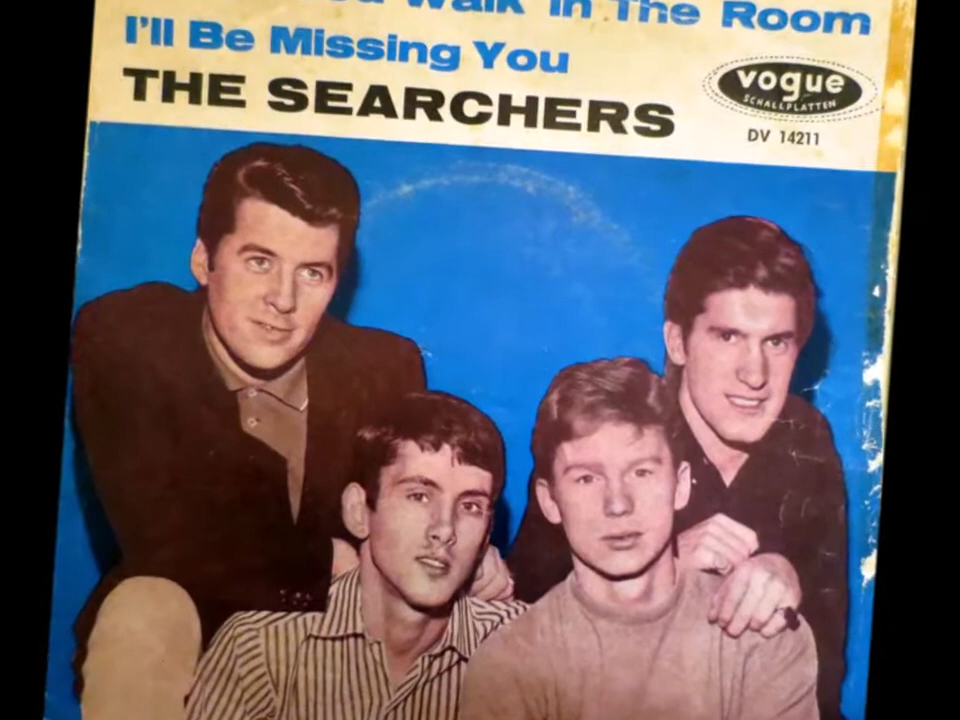 Walk In The Room
I'll Be Missing You
THE SEARCHERS
vogue
SCHALLPLATTEN
DV 14211